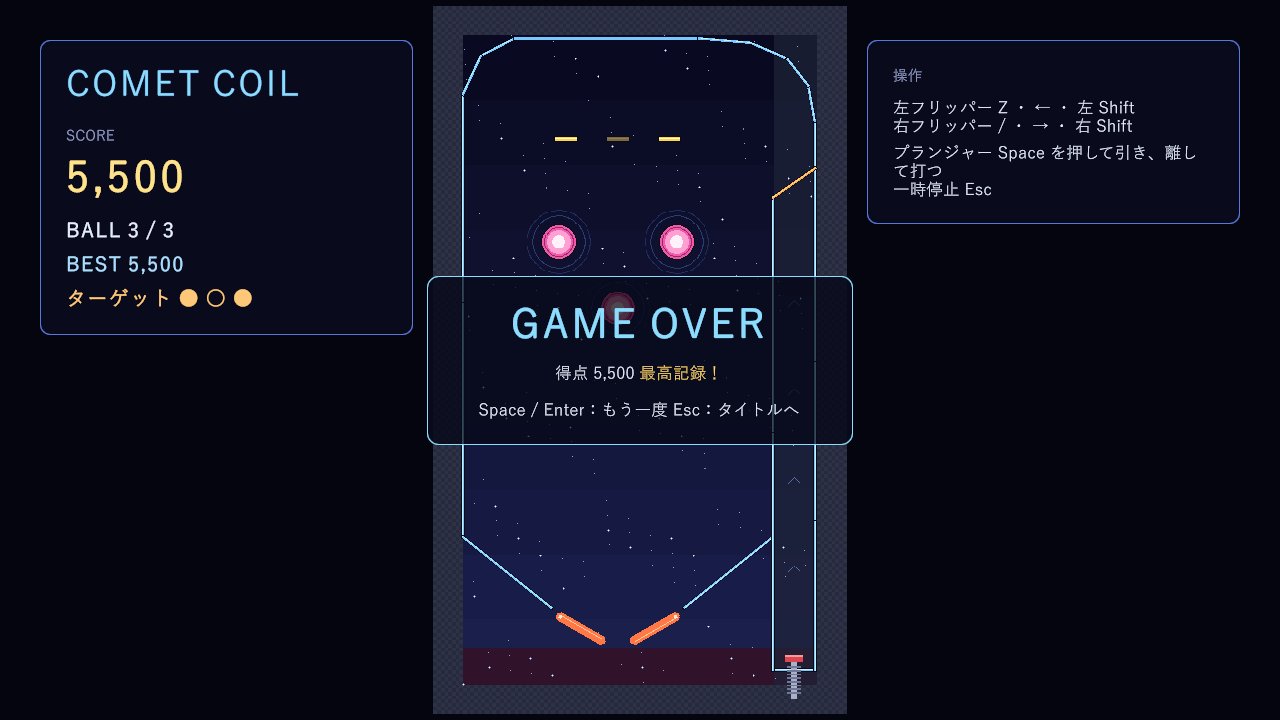 COMET COIL
SCORE
5,500
BALL 3 / 3
BEST 5,500
ターゲット ● ○ ●
GAME OVER
得点 5,500 最高記録！
Space / Enter：もう一度 Esc：タイトルへ
操作
左フリッパー Z ・ ← ・ 左 Shift
右フリッパー / ・ → ・ 右 Shift
プランジャー Space を押して引き、離し
て打つ
一時停止 Esc